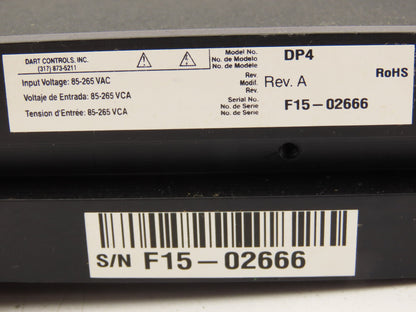 DART CONTROLS, INC.
(317) 873-5211
Input Voltage: 85-265 VAC
Voltaje de Entrada: 85-265 VCA
Tension d'Entrée: 85-265 VCA
Model No.
No. de Modelo
No. de Modèle
DP4
Rev.
Modif.
Rev.
Rev. A
RoHS
Serial No.
No. de Serie
No. de Série
F15-02666
S/N F15-02666